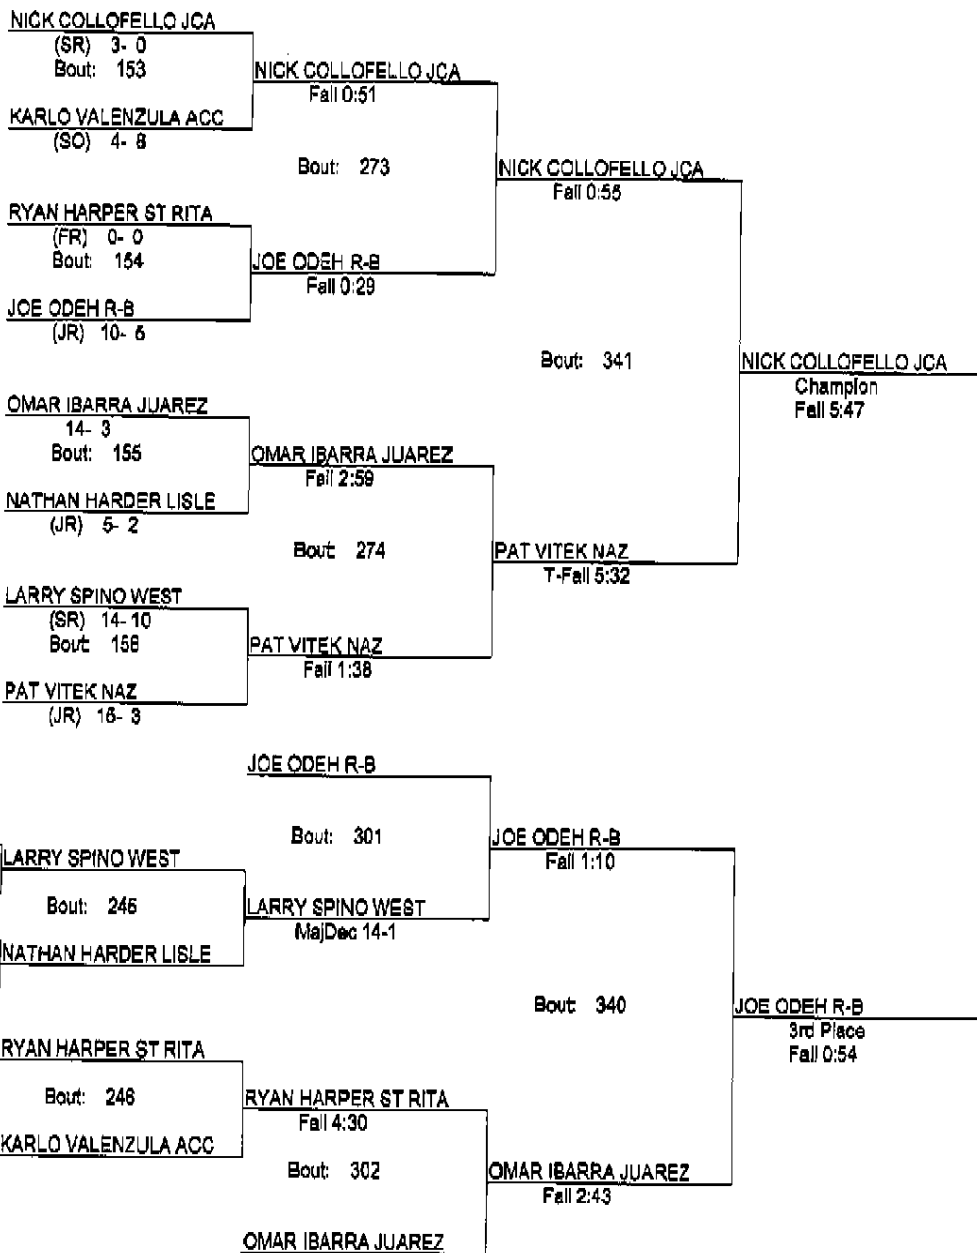 NICK COLLOFELLO JCA
(SR) 3- 0
Bout: 153
NICK COLLOFELLO JCA
Fall 0:51
KARLO VALENZULA ACC
(SO) 4- 8
Bout: 273
NICK COLLOFELLO JCA
Fall 0:55
RYAN HARPER ST RITA
(FR) 0- 0
Bout: 154
JOE ODEH R-B
Fall 0:29
JOE ODEH R-B
(JR) 10- 6
Bout: 341
NICK COLLOFELLO JCA
Champion
Fall 5:47
OMAR IBARRA JUAREZ
14- 3
Bout: 155
OMAR IBARRA JUAREZ
Fall 2:59
NATHAN HARDER LISLE
(JR) 5- 2
Bout: 274
PAT VITEK NAZ
T-Fall 5:32
LARRY SPINO WEST
(SR) 14- 10
Bout: 156
PAT VITEK NAZ
Fall 1:38
PAT VITEK NAZ
(JR) 16- 3
JOE ODEH R-B
Bout: 301
JOE ODEH R-B
Fall 1:10
LARRY SPINO WEST
Bout: 245
LARRY SPINO WEST
MajDec 14-1
NATHAN HARDER LISLE
Bout: 340
JOE ODEH R-B
3rd Place
Fall 0:54
RYAN HARPER ST RITA
Bout: 246
RYAN HARPER ST RITA
Fall 4:30
KARLO VALENZULA ACC
Bout: 302
OMAR IBARRA JUAREZ
Fall 2:43
OMAR IBARRA JUAREZ